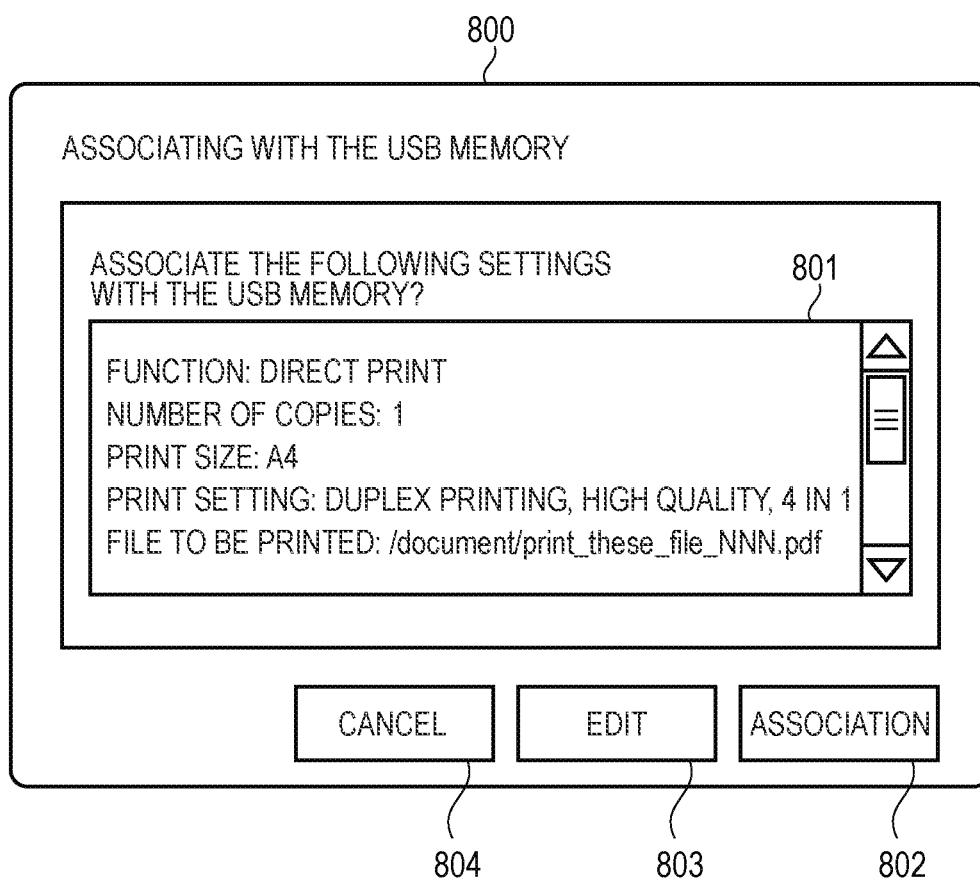 800
ASSOCIATING WITH THE USB MEMORY
ASSOCIATE THE FOLLOWING SETTINGS
WITH THE USB MEMORY?
801
FUNCTION: DIRECT PRINT
NUMBER OF COPIES: 1
PRINT SIZE: A4
PRINT SETTING: DUPLEX PRINTING, HIGH QUALITY, 4 IN 1
FILE TO BE PRINTED: /document/print_these_file_NNN.pdf
CANCEL EDIT ASSOCIATION
804 803 802